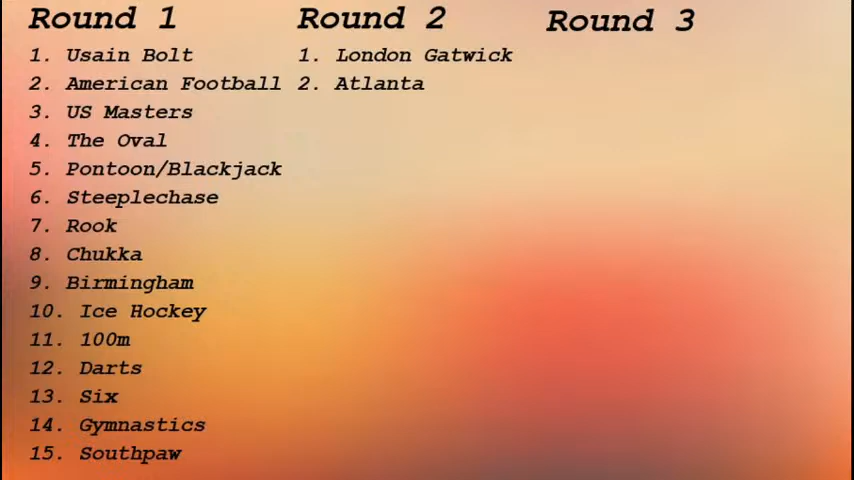 Round 1
1. Usain Bolt
2. American Football
3. US Masters
4. The Oval
5. Pontoon/Blackjack
6. Steeplechase
7. Rook
8. Chukka
9. Birmingham
10. Ice Hockey
11. 100m
12. Darts
13. Six
14. Gymnastics
15. Southpaw
Round 2
1. London Gatwick
2. Atlanta
Round 3